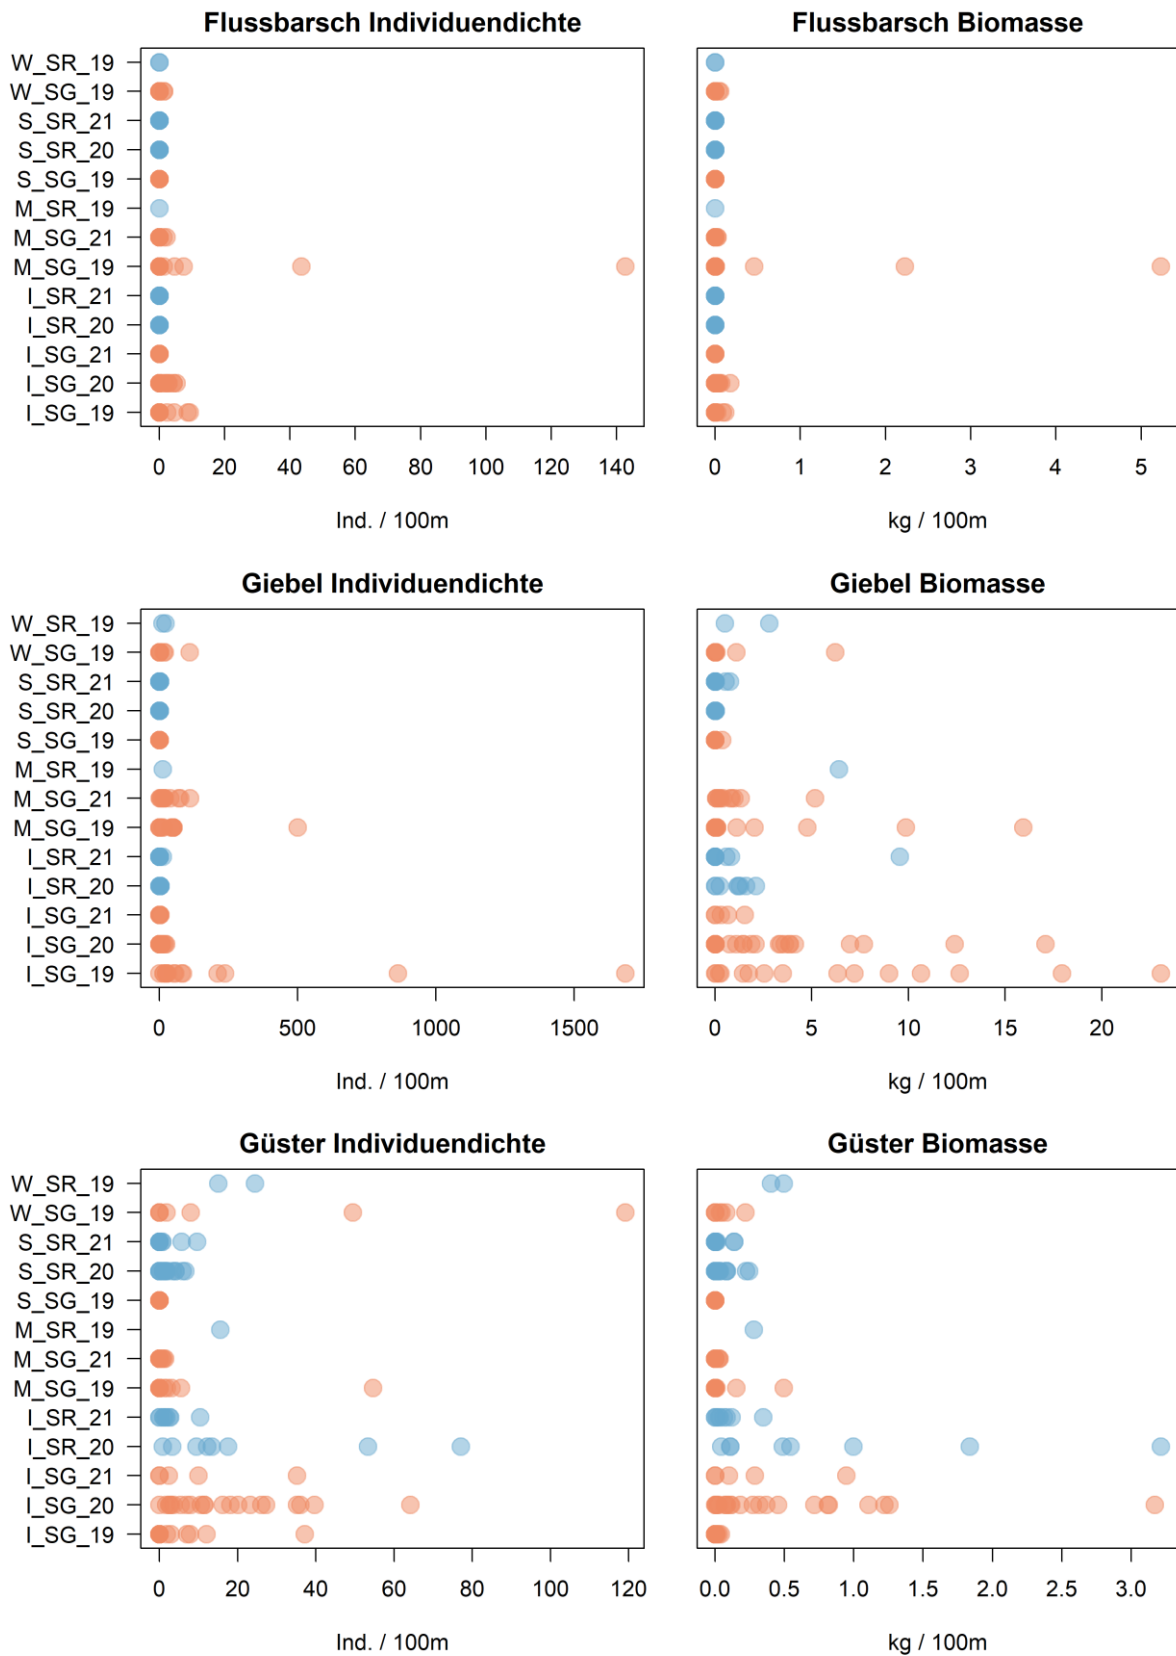 Flussbarsch Individuendichte
Flussbarsch Biomasse
W_SR_19
W_SG_19
S_SR_21
S_SR_20
S_SG_19
M_SR_19
M_SG_21
M_SG_19
I_SR_21
I_SR_20
I_SG_21
I_SG_20
I_SG_19
0 20 40 60 80 100 120 140
0 1 2 3 4 5
Ind. / 100m
kg / 100m
Giebel Individuendichte
Giebel Biomasse
W_SR_19
W_SG_19
S_SR_21
S_SR_20
S_SG_19
M_SR_19
M_SG_21
M_SG_19
I_SR_21
I_SR_20
I_SG_21
I_SG_20
I_SG_19
0 500 1000 1500
0 5 10 15 20
Ind. / 100m
kg / 100m
Güster Individuendichte
Güster Biomasse
W_SR_19
W_SG_19
S_SR_21
S_SR_20
S_SG_19
M_SR_19
M_SG_21
M_SG_19
I_SR_21
I_SR_20
I_SG_21
I_SG_20
I_SG_19
0 20 40 60 80 100 120
0.0 0.5 1.0 1.5 2.0 2.5 3.0
Ind. / 100m
kg / 100m